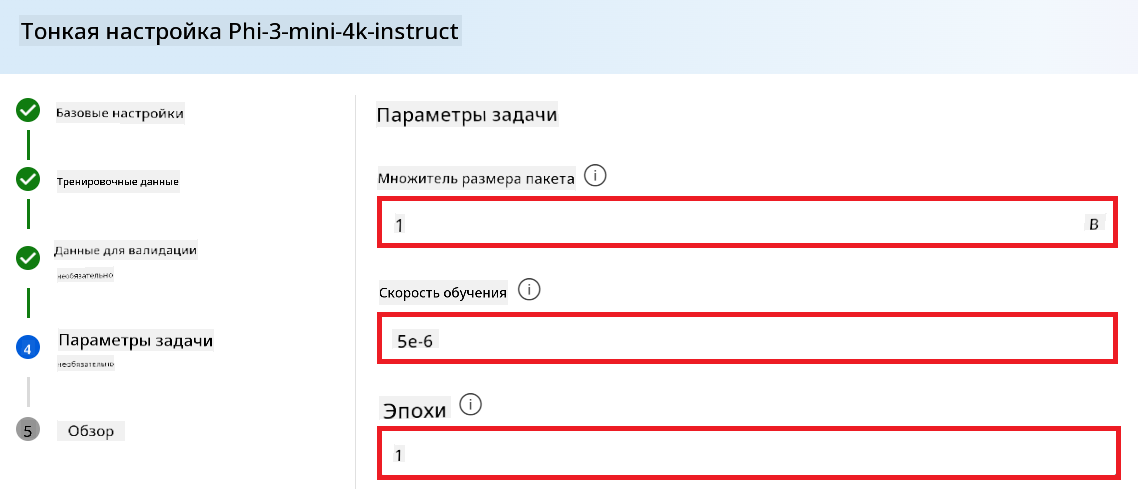 Тонкая настройка Phi-3-mini-4k-instruct
Базовые настройки
Тренировочные данные
Данные для валидации
необязательно
4
Параметры задачи
необязательно
5
Обзор
Параметры задачи
Множитель размера пакета
1
В
Скорость обучения
5е-6
Эпохи
1